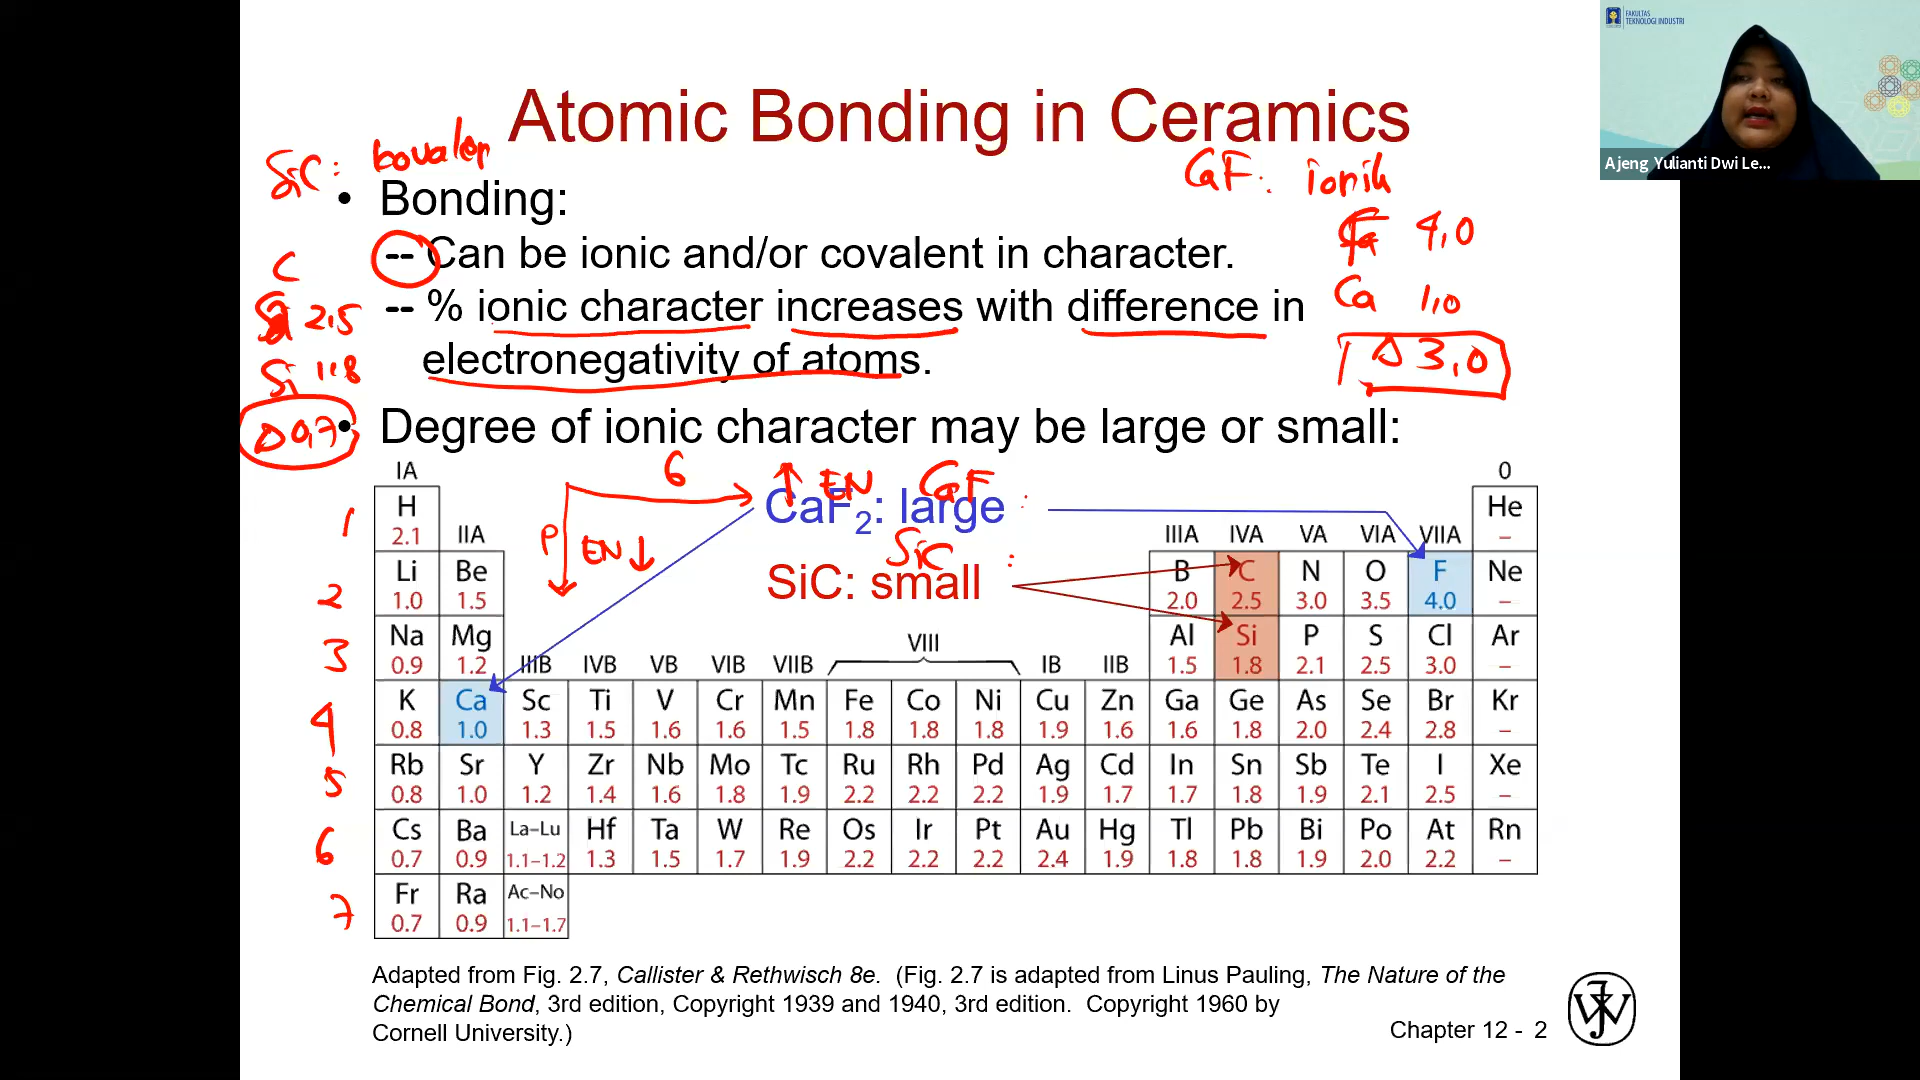 FAKULTAS
TEKNOLOGI INDUSTRI
Ajeng Yulianti Dwi Le...
Atomic Bonding in Ceramics
SiC: kovalen
CaF: ionik
• Bonding:
-- Can be ionic and/or covalent in character.
-- % ionic character increases with difference in
electronegativity of atoms.
F 4,0
Ca 1,0
Δ 3,0
C
2,5
Si 1,8
Δ 0,7
• Degree of ionic character may be large or small:
G
P
EN ↓
↑ EN CaF :
CaF2: large
SiC :
SiC: small
IA IIA IIIB IVB VB VIB VIIB VIII IB IIB IIIA IVA VA VIA VIIA 0
1 H He
2.1 –
2 Li Be B C N O F Ne
1.0 1.5 2.0 2.5 3.0 3.5 4.0 –
3 Na Mg Al Si P S Cl Ar
0.9 1.2 1.5 1.8 2.1 2.5 3.0 –
4 K Ca Sc Ti V Cr Mn Fe Co Ni Cu Zn Ga Ge As Se Br Kr
0.8 1.0 1.3 1.5 1.6 1.6 1.5 1.8 1.8 1.8 1.9 1.6 1.6 1.8 2.0 2.4 2.8 –
5 Rb Sr Y Zr Nb Mo Tc Ru Rh Pd Ag Cd In Sn Sb Te I Xe
0.8 1.0 1.2 1.4 1.6 1.8 1.9 2.2 2.2 2.2 1.9 1.7 1.7 1.8 1.9 2.1 2.5 –
6 Cs Ba La–Lu Hf Ta W Re Os Ir Pt Au Hg Tl Pb Bi Po At Rn
0.7 0.9 1.1–1.2 1.3 1.5 1.7 1.9 2.2 2.2 2.2 2.4 1.9 1.8 1.8 1.9 2.0 2.2 –
7 Fr Ra Ac–No
0.7 0.9 1.1–1.7
Adapted from Fig. 2.7, Callister & Rethwisch 8e. (Fig. 2.7 is adapted from Linus Pauling, The Nature of the
Chemical Bond, 3rd edition, Copyright 1939 and 1940, 3rd edition. Copyright 1960 by
Cornell University.)
Chapter 12 - 2